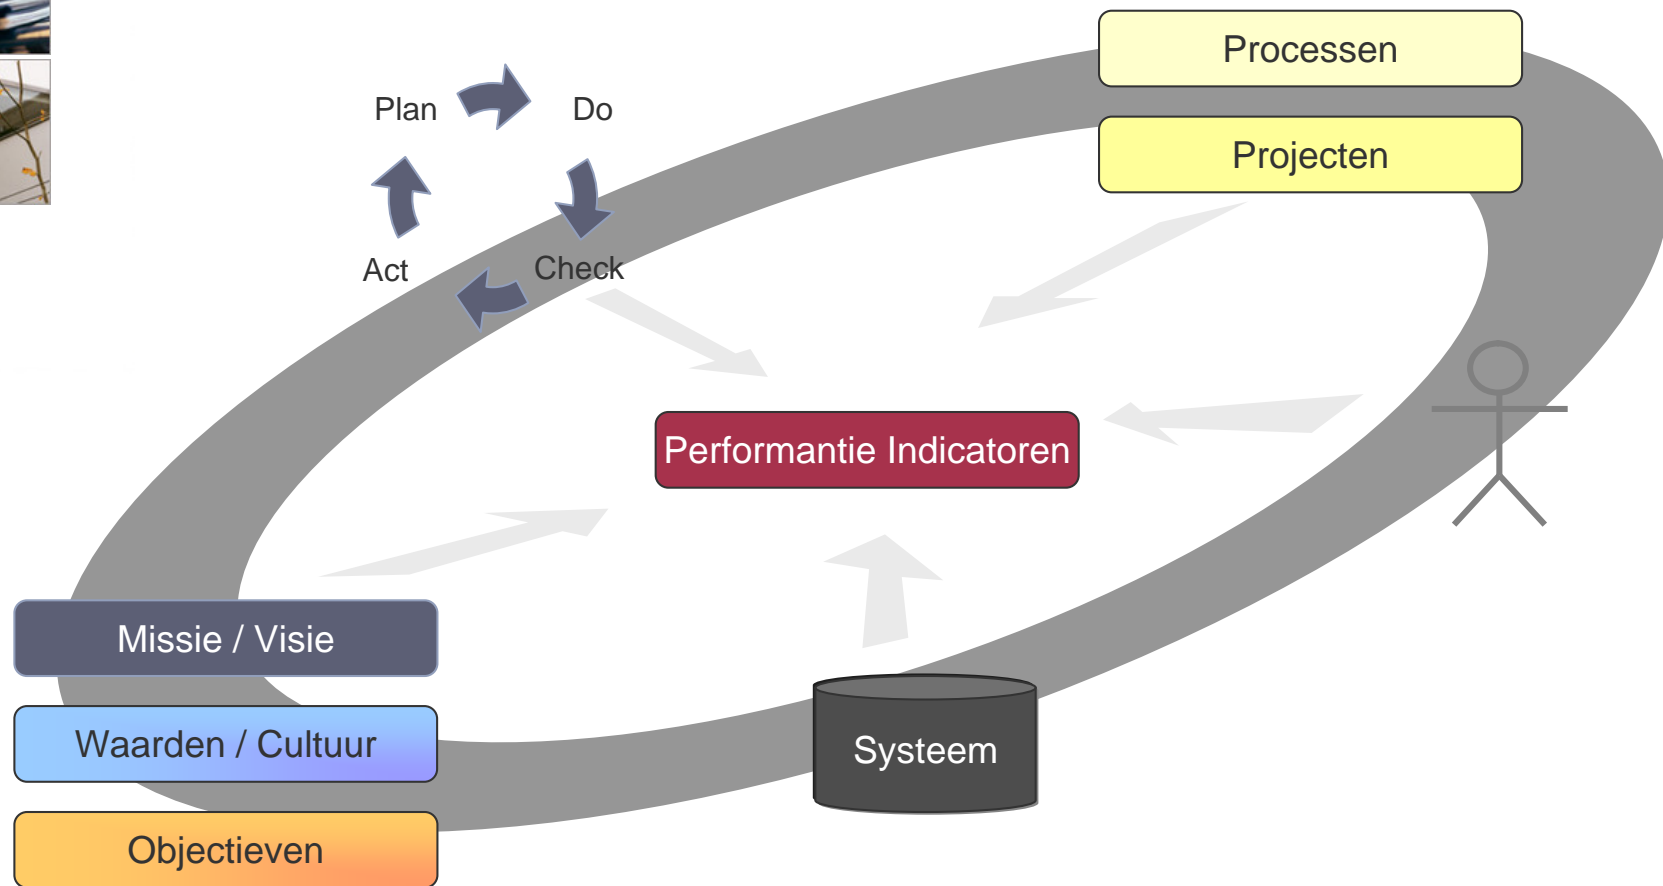 Processen
Plan
Do
Projecten
Act
Check
Performantie Indicatoren
Missie / Visie
Waarden / Cultuur
Systeem
Objectieven